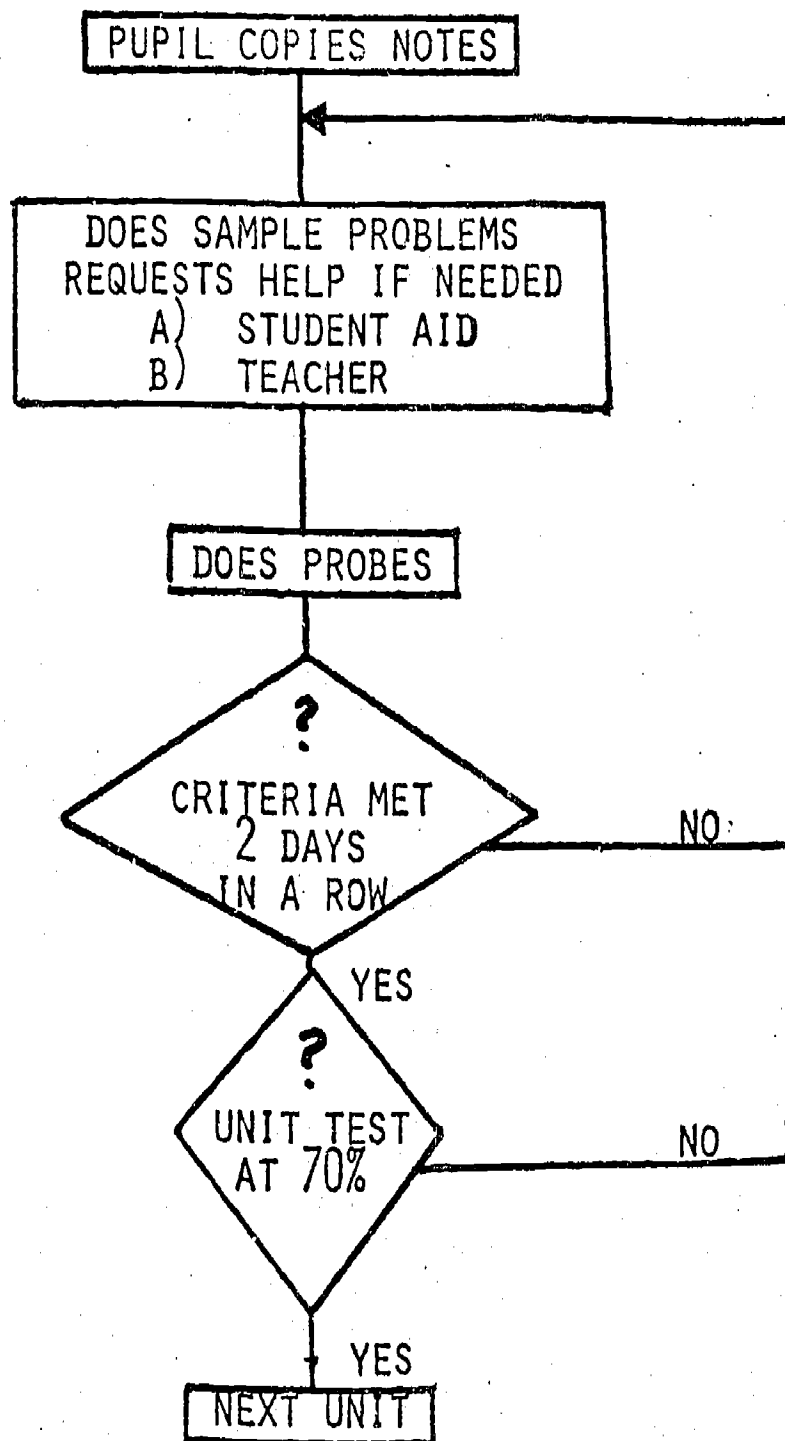 PUPIL COPIES NOTES
DOES SAMPLE PROBLEMS
REQUESTS HELP IF NEEDED
A) STUDENT AID
B) TEACHER
DOES PROBES
?
CRITERIA MET
2 DAYS
IN A ROW
NO
YES
?
UNIT TEST
AT 70%
NO
YES
NEXT UNIT